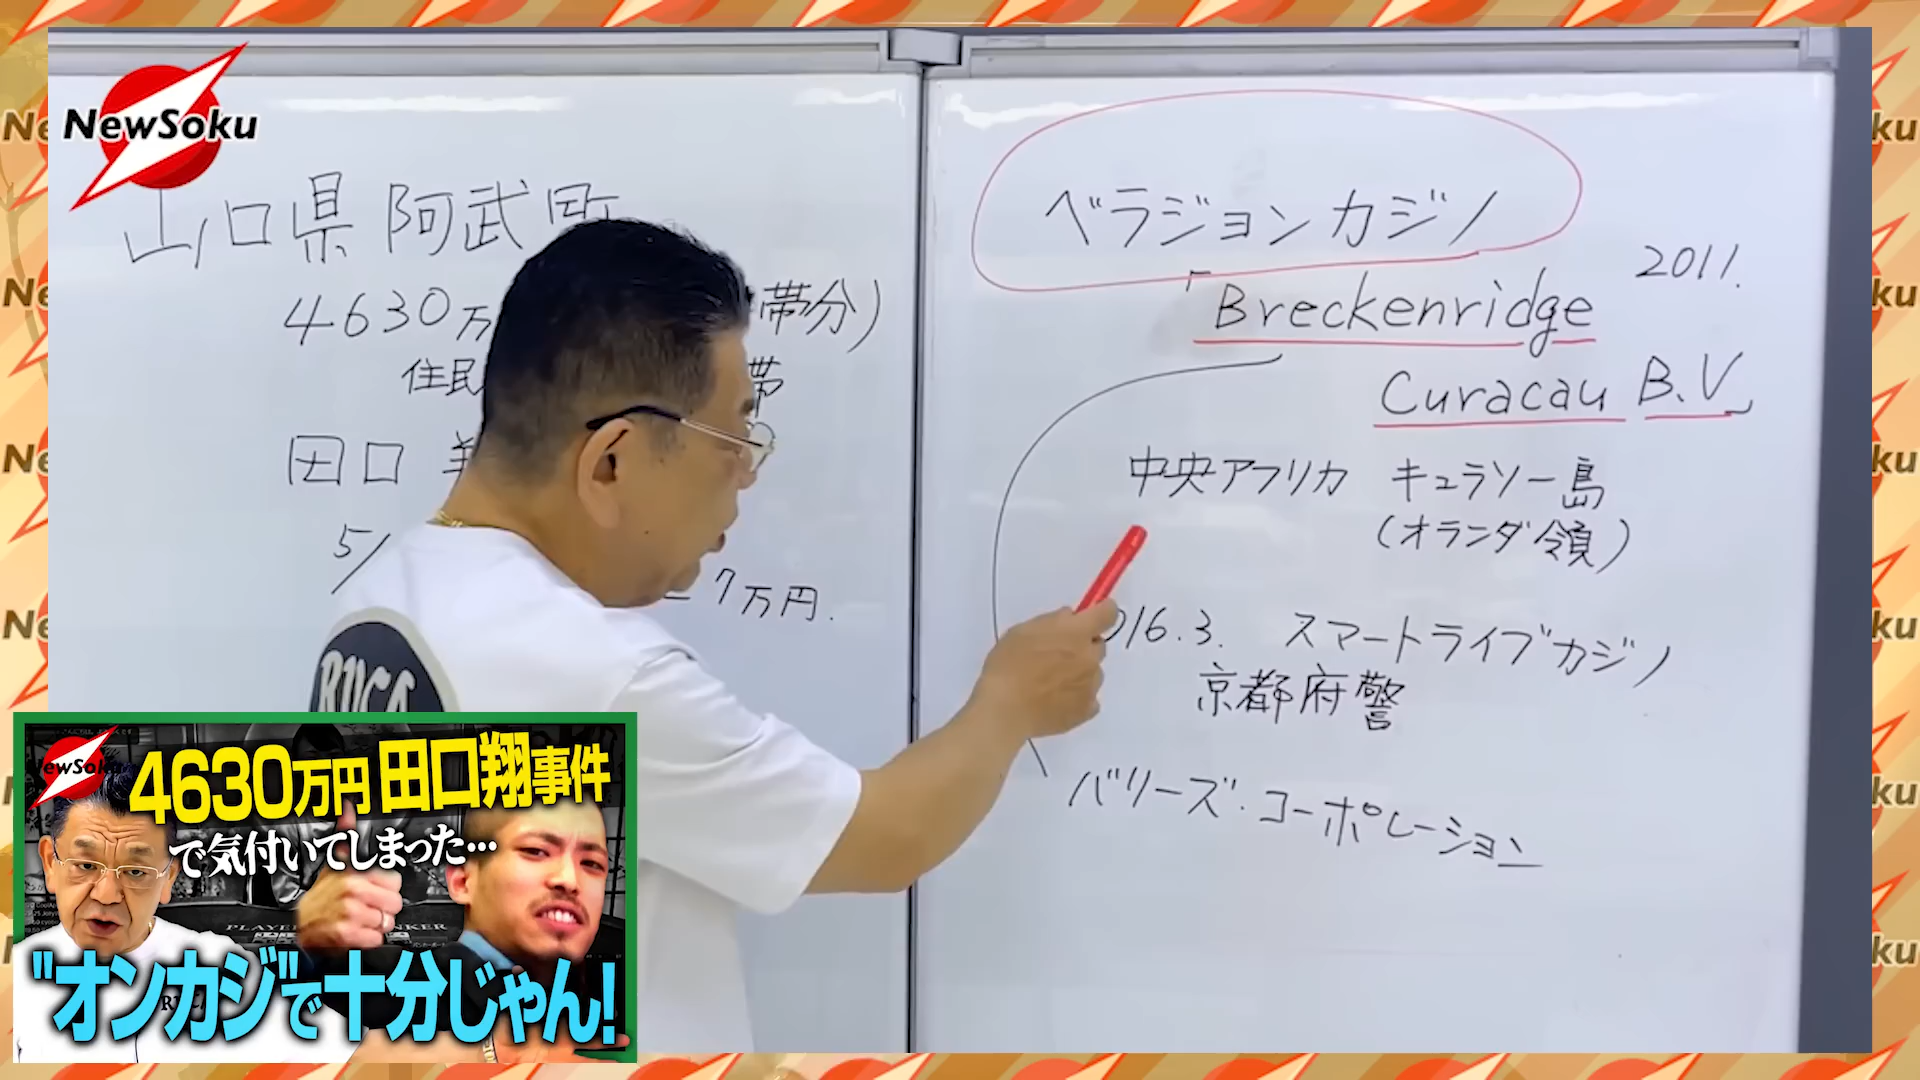 NewSoku
山口県 阿武町
4630万
帯分)
住民
帯
田口
5/
7万円.
ベラジョンカジノ
2011.
「Breckenridge
Curacau B.V」
中央アフリカ キュラソー島
(オランダ領)
016.3. スマートライブカジノ
京都府警
バリーズ・コーポレーション
RVCA
NewSoku
4630万円 田口翔事件
で気付いてしまった…
PLAYE
NKER
"オンカジ"で十分じゃん!